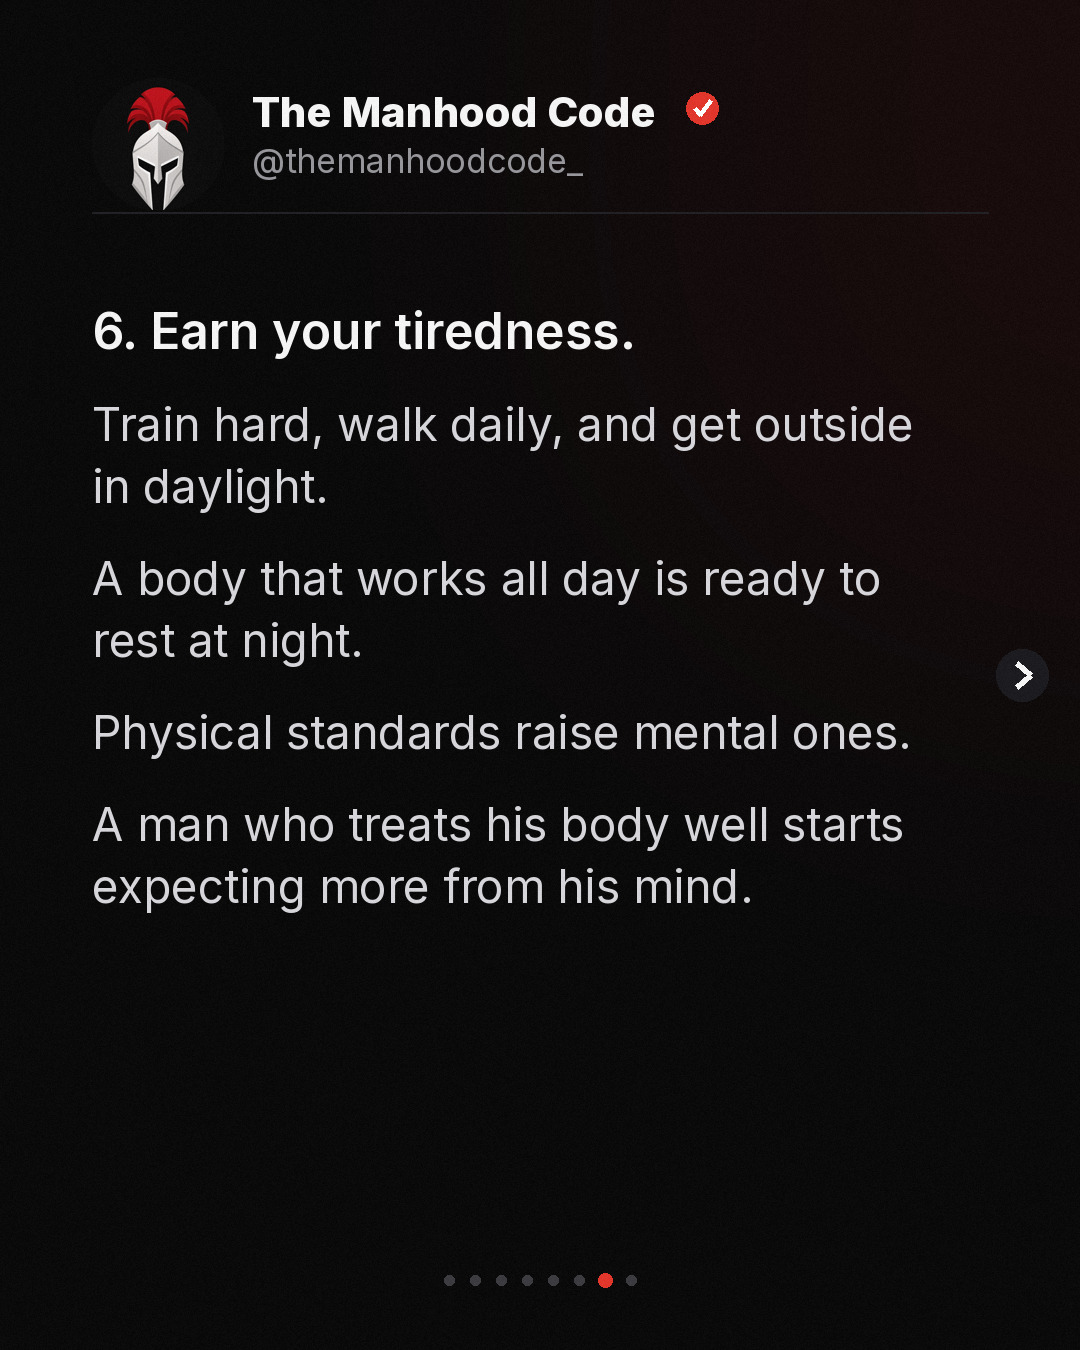 The Manhood Code
@themanhoodcode_
6. Earn your tiredness.
Train hard, walk daily, and get outside
in daylight.
A body that works all day is ready to
rest at night.
Physical standards raise mental ones.
A man who treats his body well starts
expecting more from his mind.